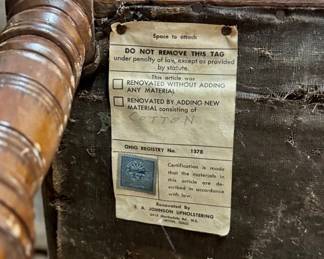 Space to attach
DO NOT REMOVE THIS TAG
under penalty of law, except as provided
by statute.
This article was
RENOVATED WITHOUT ADDING
ANY MATERIAL
RENOVATED BY ADDING NEW
MATERIAL consisting of
COTTON
OHIO REGISTRY No. 1378
Certification is made
that the materials in
this article are de-
scribed in accordance
with law.
Renovated By
JOHNSON UPHOLSTERING